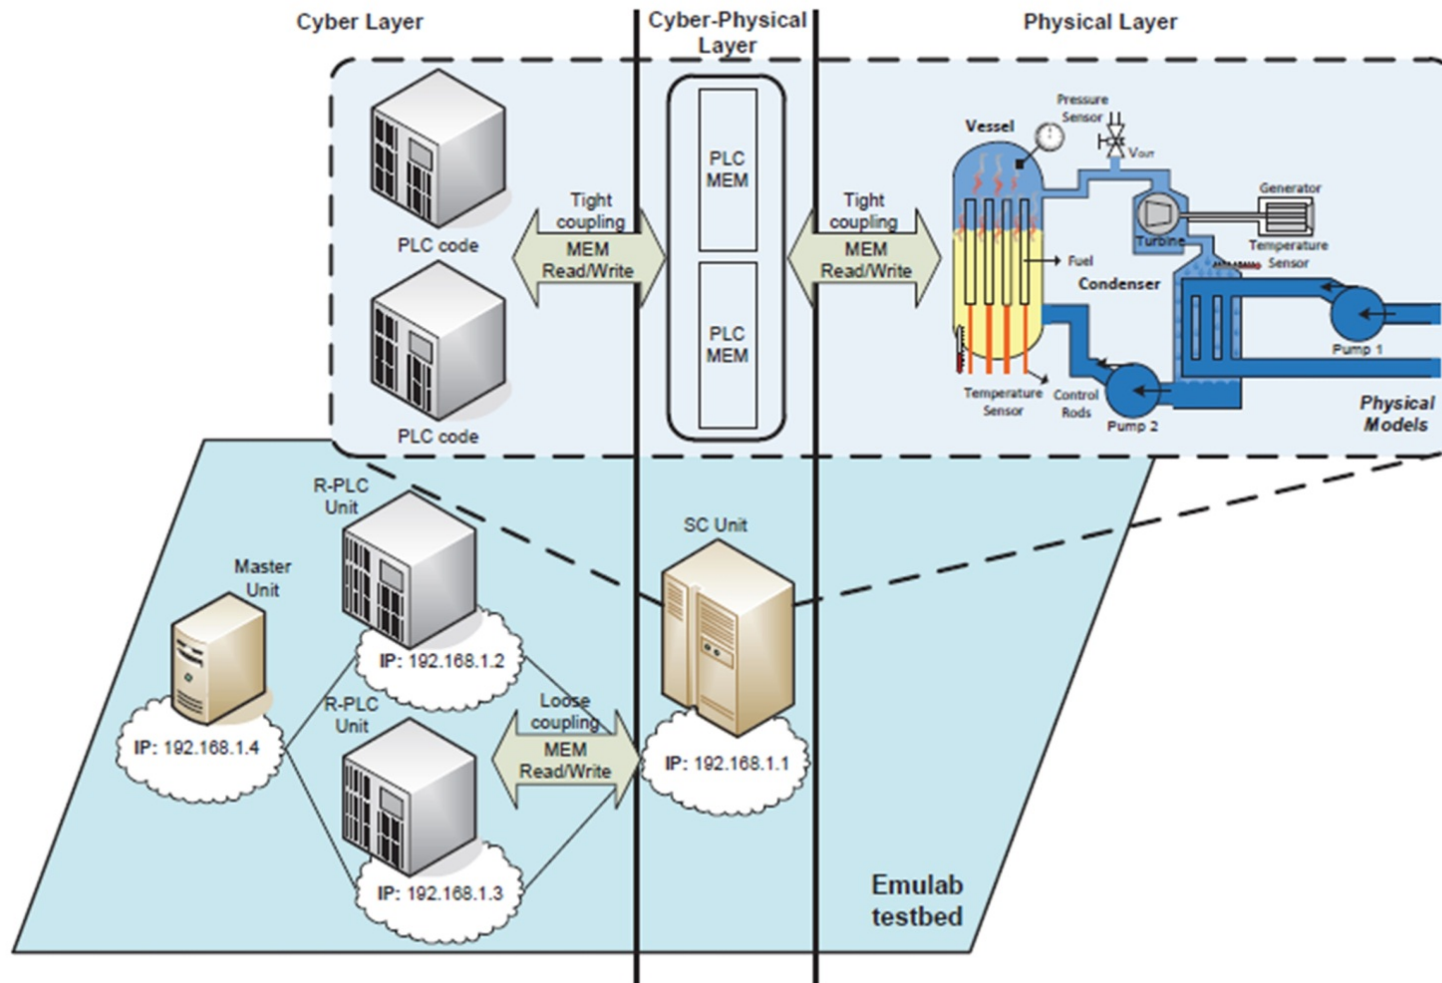 Cyber Layer
Cyber-Physical
Layer
Physical Layer
PLC code
PLC code
Tight
coupling
MEM
Read/Write
PLC
MEM
PLC
MEM
Tight
coupling
MEM
Read/Write
Pressure
Sensor
Vessel
VOUT
Generator
Turbine
Temperature
Sensor
Fuel
Condenser
Pump 1
Temperature
Sensor
Control
Rods
Pump 2
Physical
Models
R-PLC
Unit
SC Unit
Master
Unit
IP: 192.168.1.2
R-PLC
Unit
Loose
coupling
MEM
Read/Write
IP: 192.168.1.4
IP: 192.168.1.1
IP: 192.168.1.3
Emulab
testbed